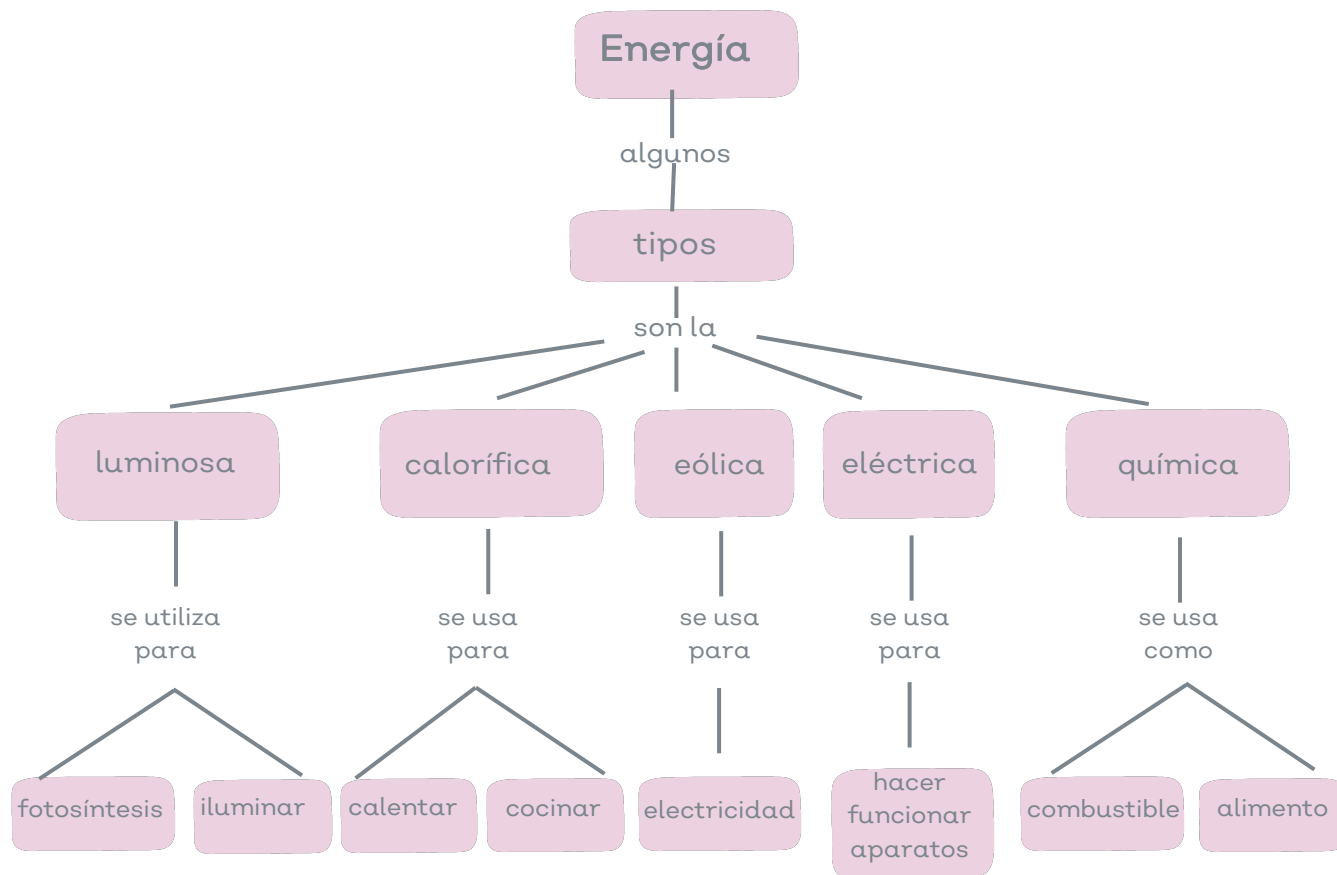 Energía
algunos
tipos
son la
luminosa
calorífica
eólica
eléctrica
química
se utiliza
para
se usa
para
se usa
para
se usa
para
se usa
como
fotosíntesis
iluminar
calentar
cocinar
electricidad
hacer
funcionar
aparatos
combustible
alimento